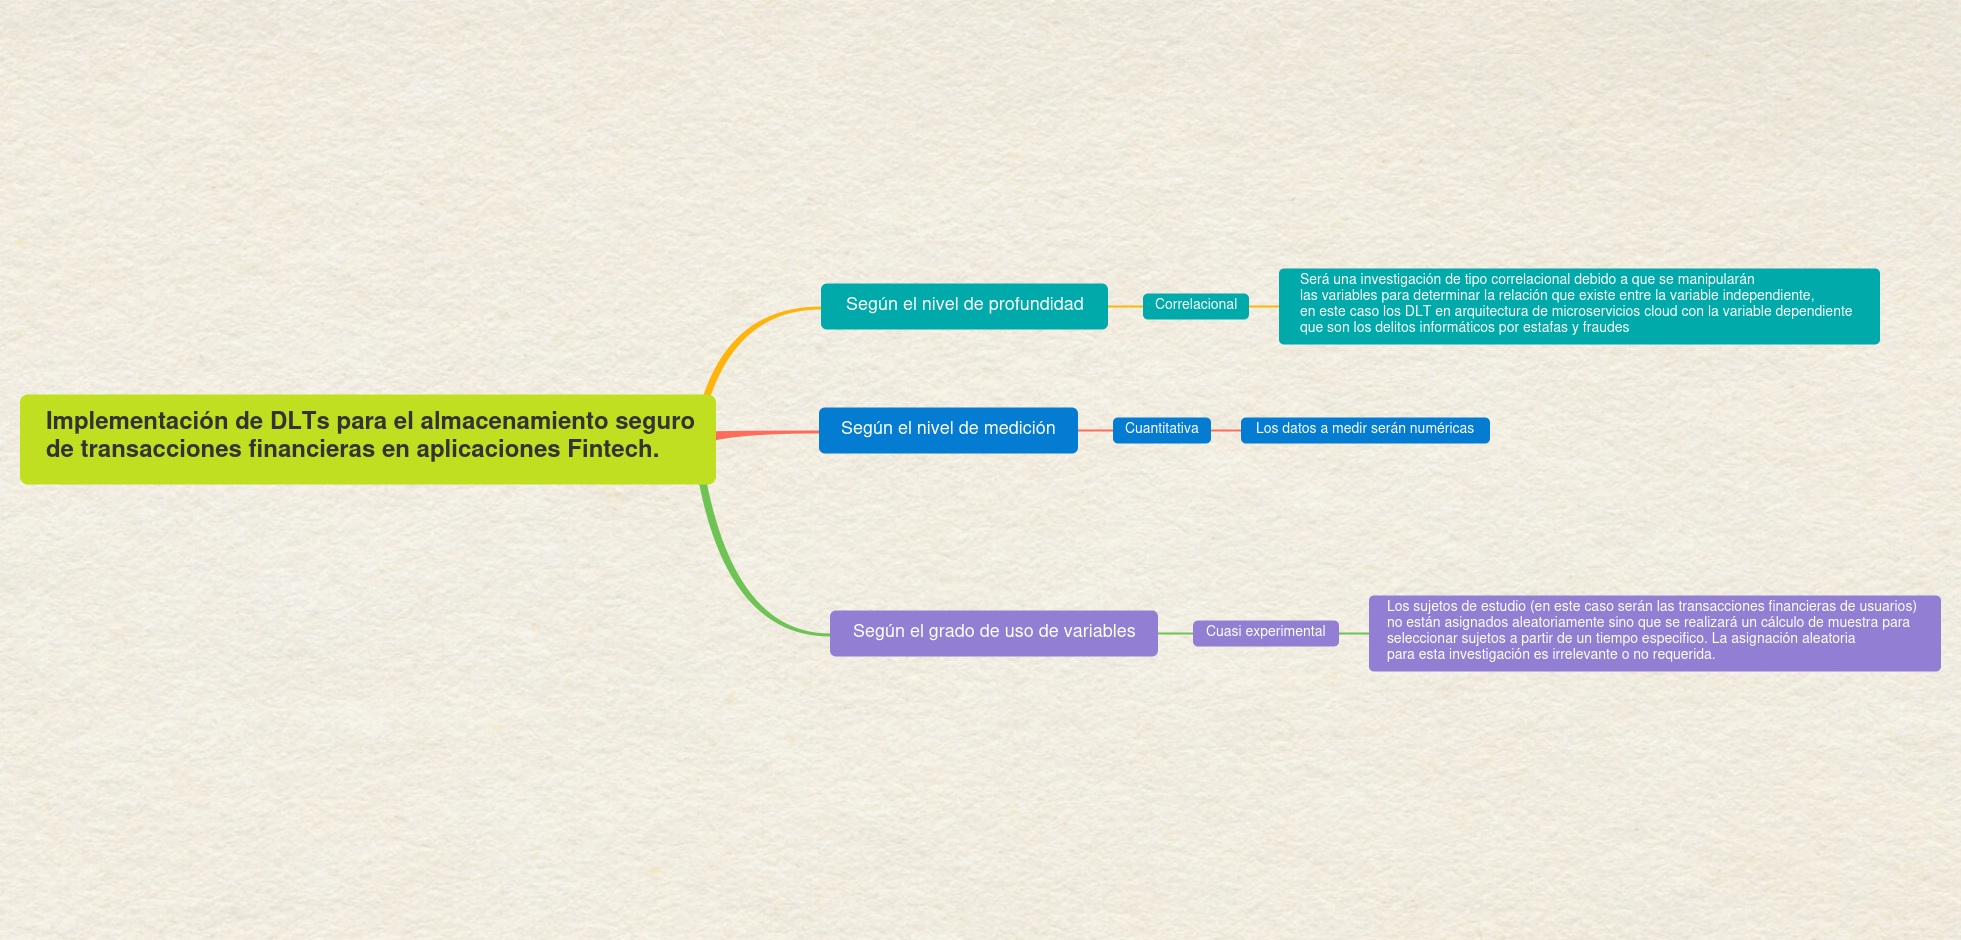 Implementación de DLTs para el almacenamiento seguro
de transacciones financieras en aplicaciones Fintech.
Según el nivel de profundidad
Correlacional
Será una investigación de tipo correlacional debido a que se manipularán
las variables para determinar la relación que existe entre la variable independiente,
en este caso los DLT en arquitectura de microservicios cloud con la variable dependiente
que son los delitos informáticos por estafas y fraudes
Según el nivel de medición
Cuantitativa
Los datos a medir serán numéricas
Según el grado de uso de variables
Cuasi experimental
Los sujetos de estudio (en este caso serán las transacciones financieras de usuarios)
no están asignados aleatoriamente sino que se realizará un cálculo de muestra para
seleccionar sujetos a partir de un tiempo especifico. La asignación aleatoria
para esta investigación es irrelevante o no requerida.